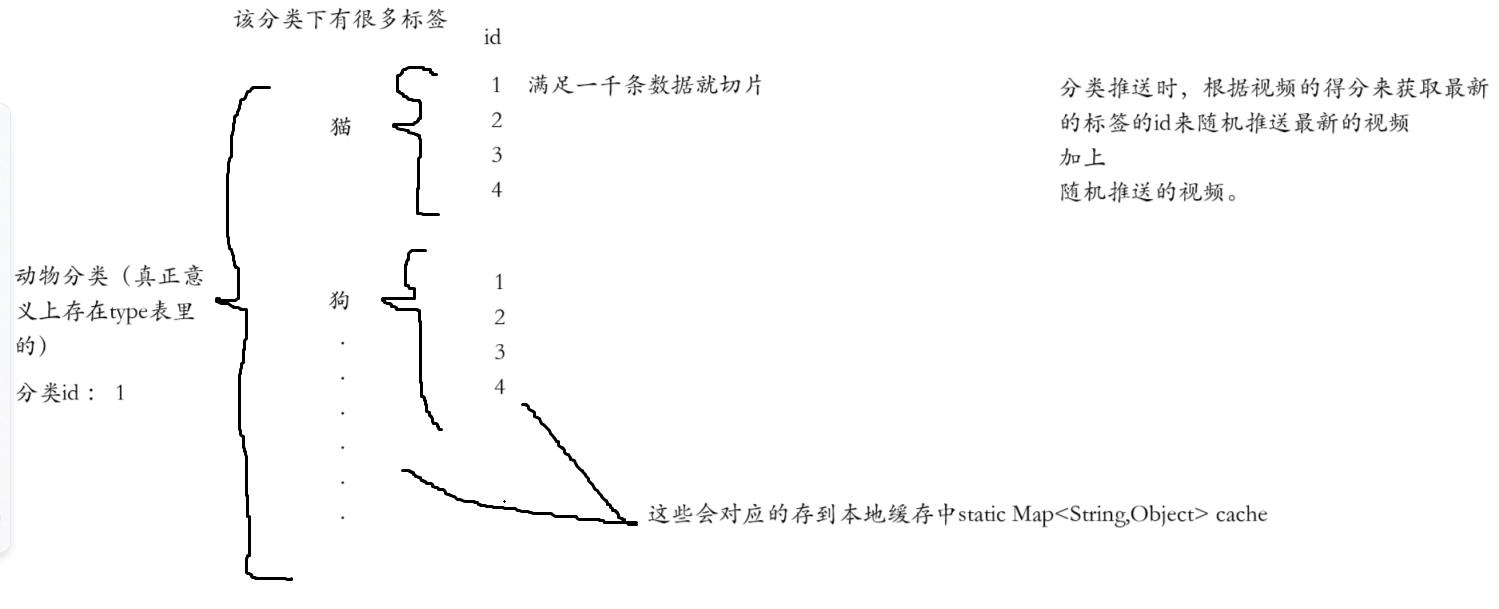 该分类下有很多标签
id
1 满足一千条数据就切片
猫
2
3
4
分类推送时，根据视频的得分来获取最新
的标签的id来随机推送最新的视频
加上
随机推送的视频。
动物分类（真正意
义上存在type表里
的）
分类id： 1
狗
1
2
3
4
这些会对应的存到本地缓存中static Map<String,Object> cache